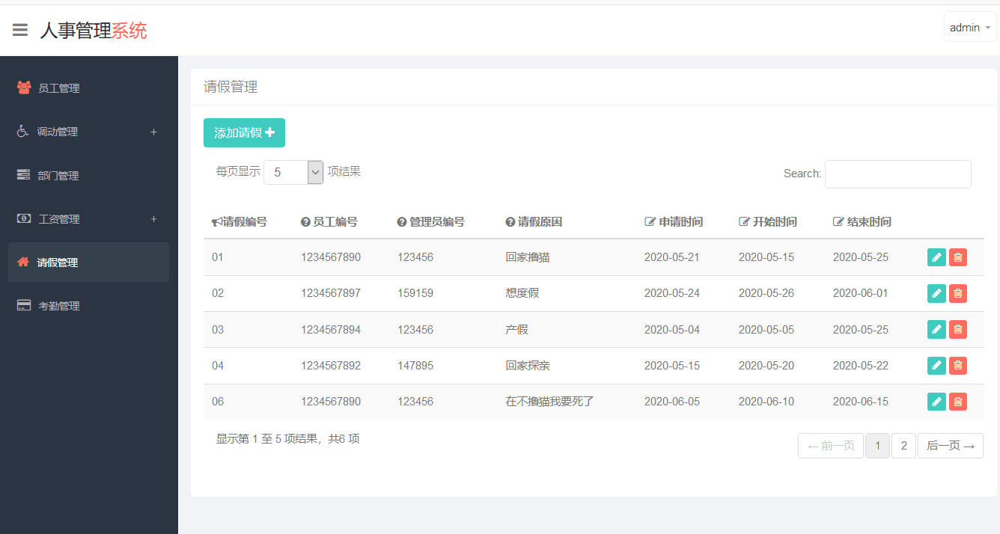 人事管理系统
admin
员工管理
调动管理 +
部门管理
工资管理 +
请假管理
考勤管理
请假管理
添加请假
每页显示 5 项结果
Search:
请假编号 员工编号 管理员编号 请假原因 申请时间 开始时间 结束时间
01 1234567890 123456 回家撸猫 2020-05-21 2020-05-15 2020-05-25
02 1234567897 159159 想度假 2020-05-24 2020-05-26 2020-06-01
03 1234567894 123456 产假 2020-05-04 2020-05-05 2020-05-25
04 1234567892 147895 回家探亲 2020-05-15 2020-05-20 2020-05-22
06 1234567890 123456 在不撸猫我要死了 2020-06-05 2020-06-10 2020-06-15
显示第 1 至 5 项结果，共6 项
← 前一页 1 2 后一页 →